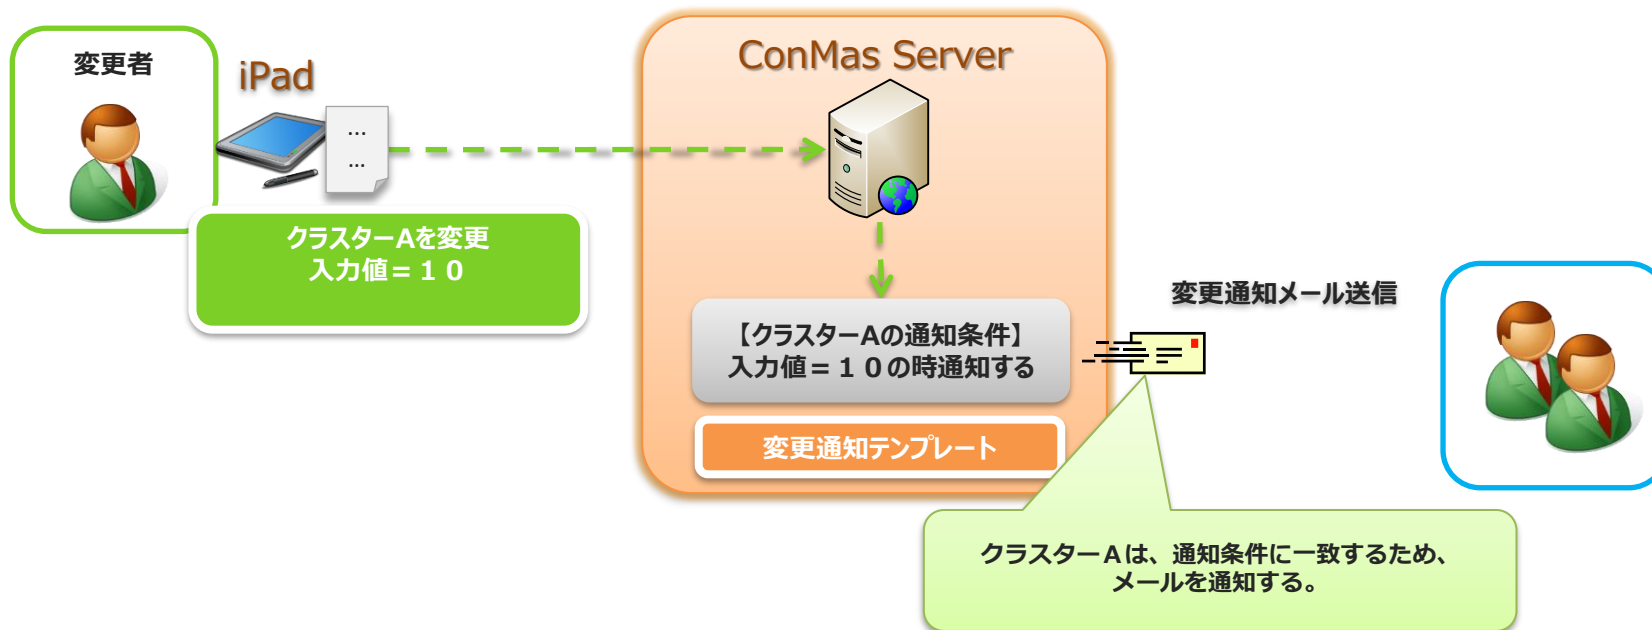 変更者
iPad
...
...
クラスターAを変更
入力値=10
ConMas Server
【クラスターAの通知条件】
入力値=10の時通知する
変更通知テンプレート
変更通知メール送信
クラスターAは、通知条件に一致するため、
メールを通知する。